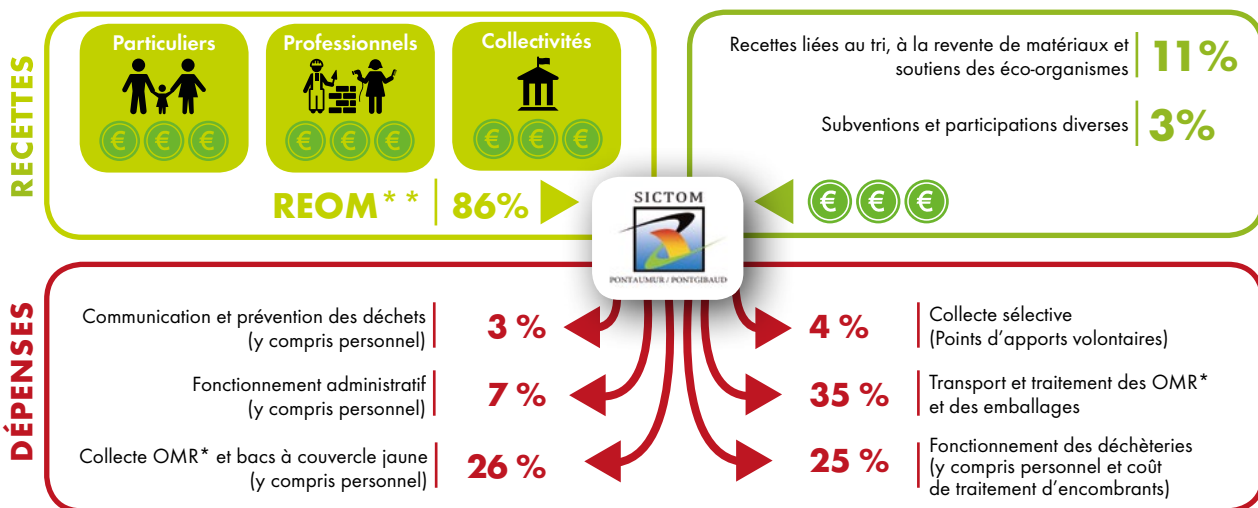 RECETTES
Particuliers
Professionnels
Collectivités
€ € €
€ € €
€ € €
REOM** 86%
Recettes liées au tri, à la revente de matériaux et
soutiens des éco-organismes
11%
Subventions et participations diverses
3%
€ € €
SICTOM
PONTAUMUR / PONTGIBAUD
DÉPENSES
Communication et prévention des déchets
(y compris personnel)
3 %
Fonctionnement administratif
(y compris personnel)
7 %
Collecte OMR* et bacs à couvercle jaune
(y compris personnel)
26 %
4 %
Collecte sélective
(Points d'apports volontaires)
35 %
Transport et traitement des OMR*
et des emballages
25 %
Fonctionnement des déchèteries
(y compris personnel et coût
de traitement d'encombrants)